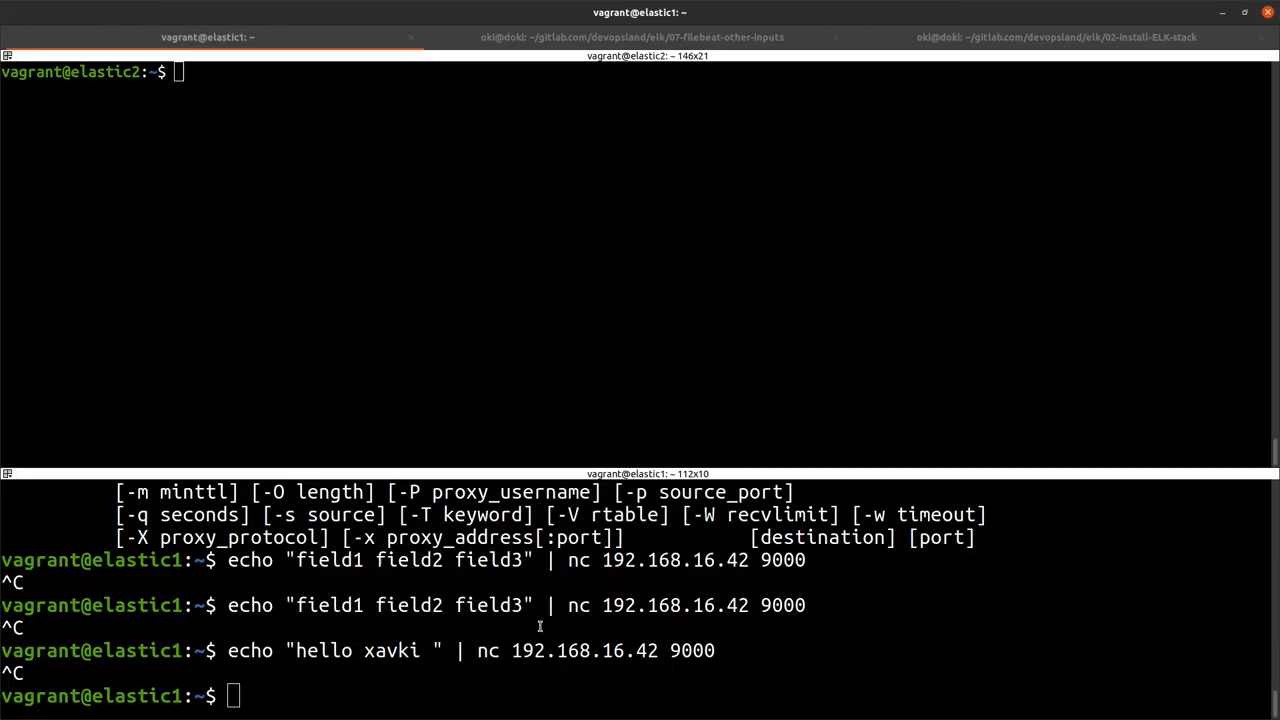 vagrant@elastic1: ~
vagrant@elastic1: ~
oki@doki: ~/gitlab.com/devopsland/elk/07-filebeat-other-inputs
oki@doki: ~/gitlab.com/devopsland/elk/02-install-ELK-stack
vagrant@elastic2: ~ 146x21
vagrant@elastic2:~$
vagrant@elastic1: ~ 112x10
[-m minttl] [-O length] [-P proxy_username] [-p source_port]
[-q seconds] [-s source] [-T keyword] [-V rtable] [-W recvlimit] [-w timeout]
[-X proxy_protocol] [-x proxy_address[:port]] [destination] [port]
vagrant@elastic1:~$ echo "field1 field2 field3" | nc 192.168.16.42 9000
^C
vagrant@elastic1:~$ echo "field1 field2 field3" | nc 192.168.16.42 9000
^C
vagrant@elastic1:~$ echo "hello xavki " | nc 192.168.16.42 9000
^C
vagrant@elastic1:~$